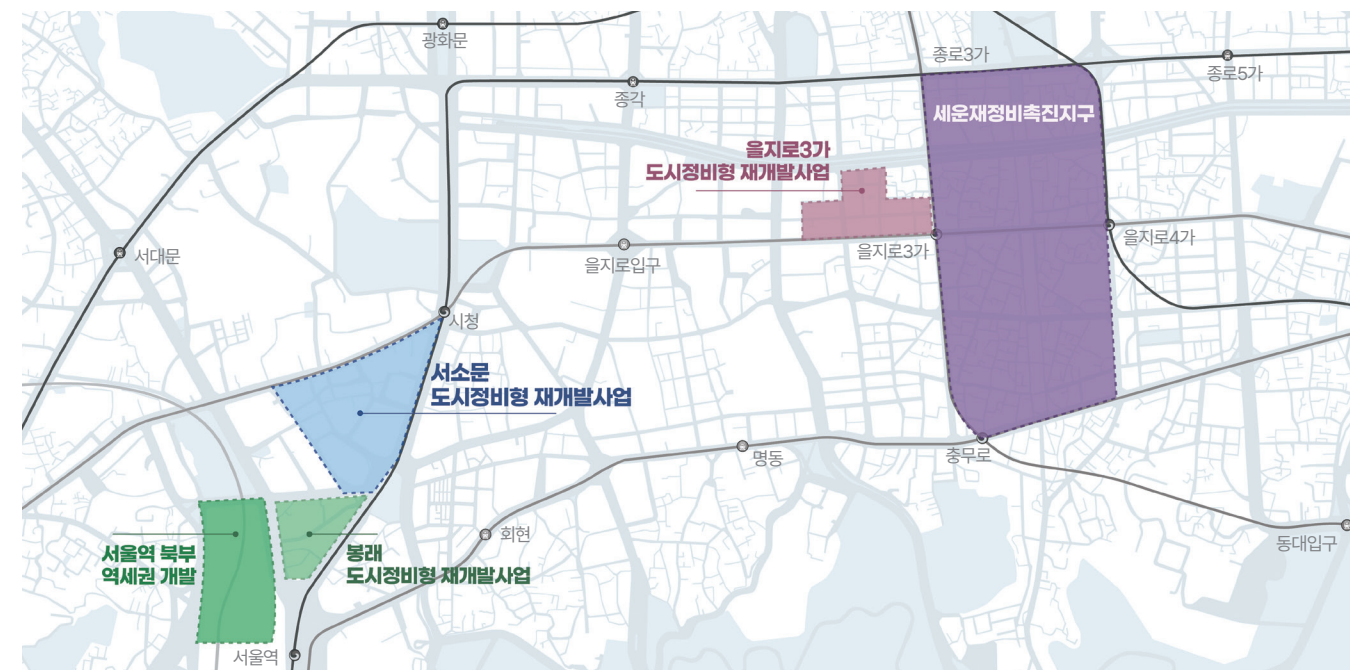 광화문
종로3가
종로5가
종각
세운재정비촉진지구
을지로3가
도시정비형 재개발사업
서대문
을지로입구
을지로3가
을지로4가
시청
서소문
도시정비형 재개발사업
명동
충무로
회현
동대입구
서울역 북부
역세권 개발
봉래
도시정비형 재개발사업
서울역